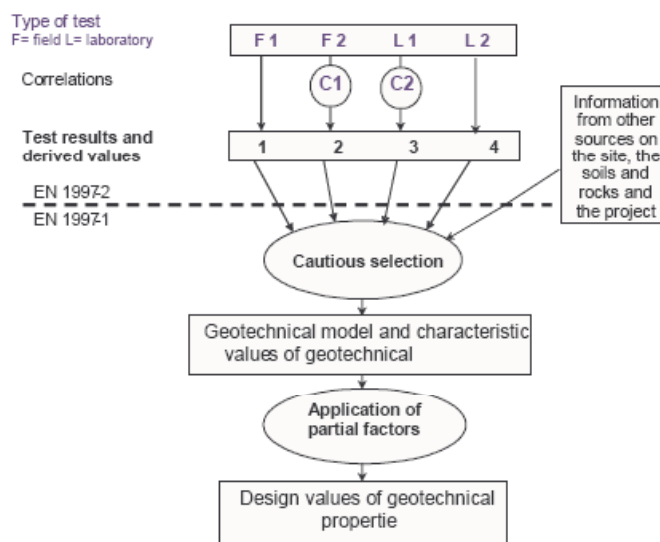 Type of test
F= field L= laboratory
F 1 F 2 L 1 L 2
Correlations
C1 C2
Information
from other
sources on
the site, the
soils and
rocks and
the project
Test results and
derived values
1 2 3 4
EN 1997-2
EN 1997-1
Cautious selection
Geotechnical model and characteristic
values of geotechnical
Application of
partial factors
Design values of geotechnical
propertie